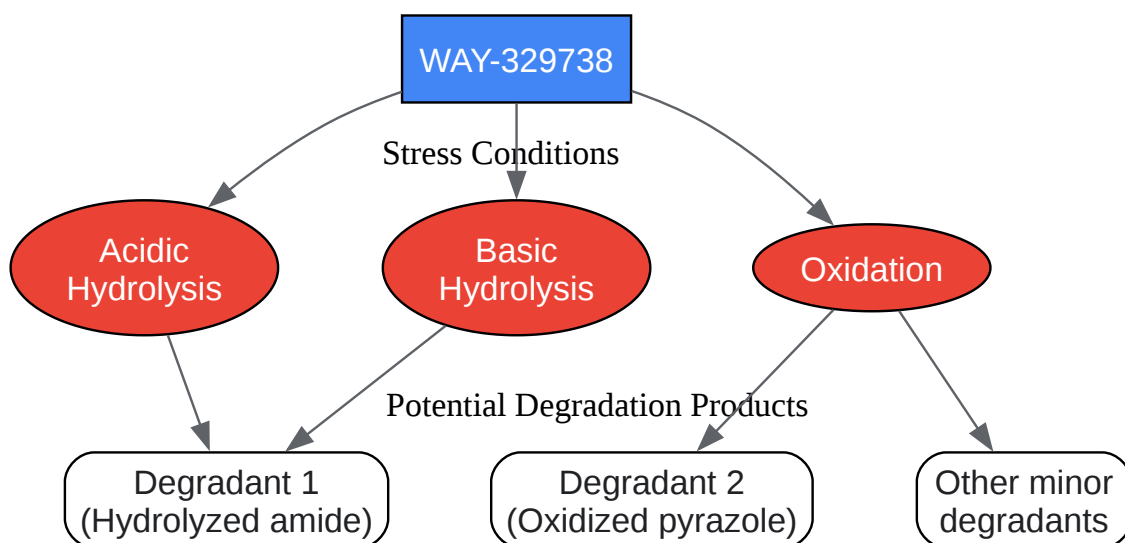 WAY-329738
Stress Conditions
Acidic
Hydrolysis
Basic
Hydrolysis
Oxidation
Potential Degradation Products
Degradant 1
(Hydrolyzed amide)
Degradant 2
(Oxidized pyrazole)
Other minor
degradants